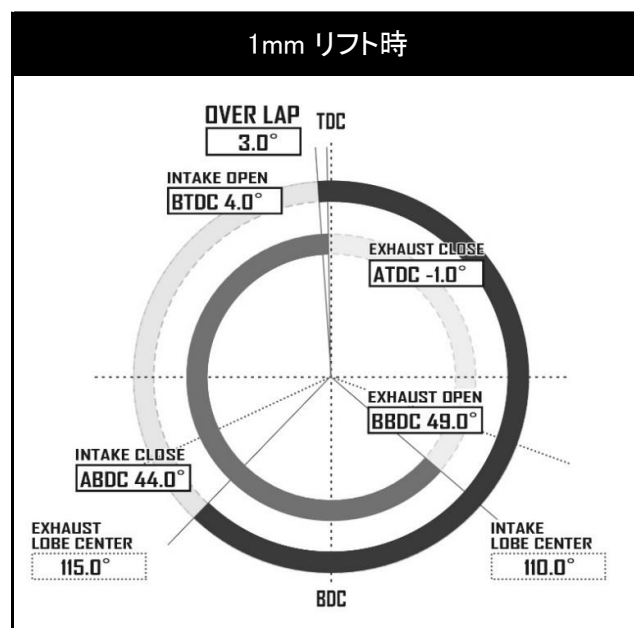 1mm リフト時
OVER LAP
3.0°
TDC
INTAKE OPEN
BTDC 4.0°
EXHAUST CLOSE
ATDC -1.0°
EXHAUST OPEN
BBDC 49.0°
INTAKE CLOSE
ABDC 44.0°
EXHAUST
LOBE CENTER
115.0°
INTAKE
LOBE CENTER
110.0°
BDC